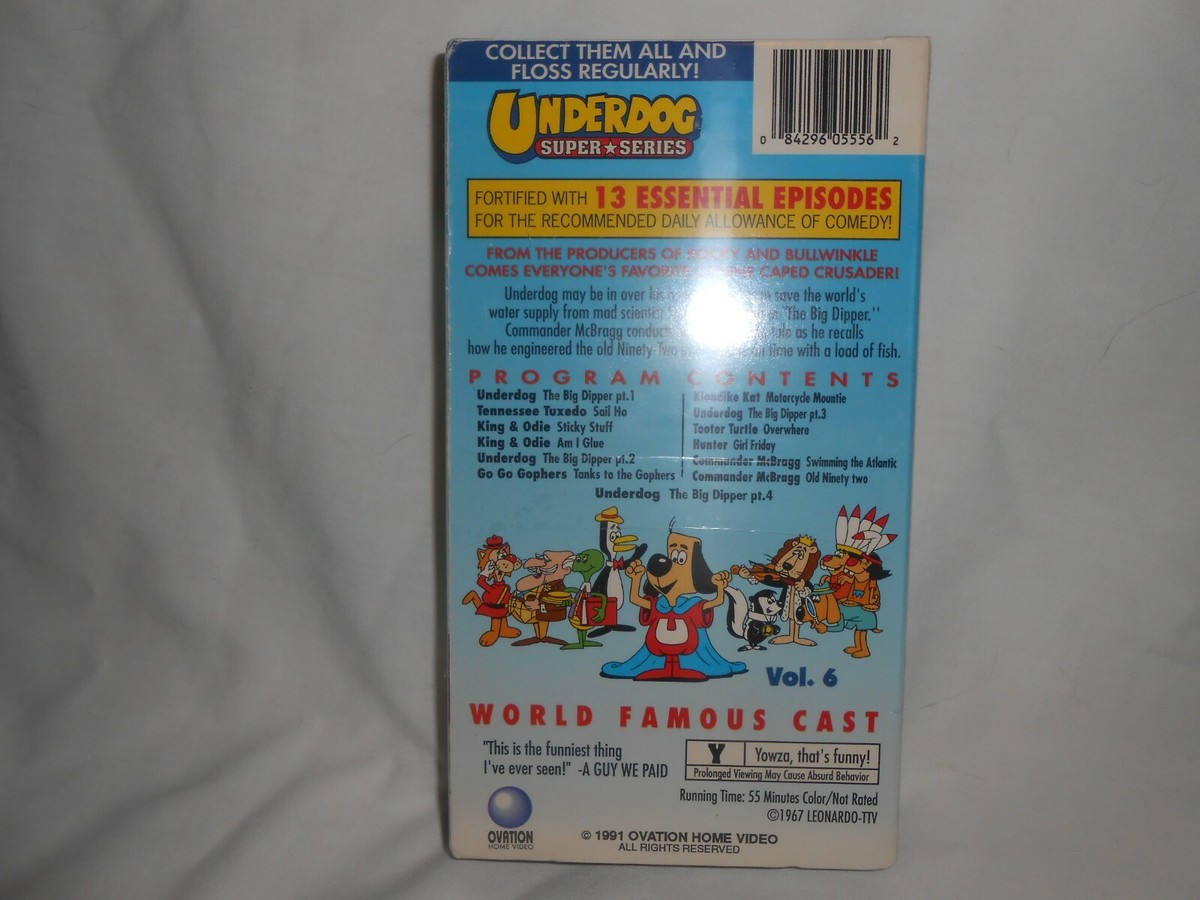 COLLECT THEM ALL AND
FLOSS REGULARLY!
0 84296 05556 2
UNDERDOG
SUPER★SERIES
FORTIFIED WITH 13 ESSENTIAL EPISODES
FOR THE RECOMMENDED DAILY ALLOWANCE OF COMEDY!
FROM THE PRODUCERS OF ROCKY AND BULLWINKLE
COMES EVERYONE'S FAVORITE CAPED CRUSADER!
Underdog may be in over his save the world's
water supply from mad scientist "The Big Dipper."
Commander McBragg conducts tale as he recalls
how he engineered the old Ninety-Two time with a load of fish.
PROGRAM CONTENTS
Underdog The Big Dipper pt.1
Tennessee Tuxedo Sail Ho
King & Odie Sticky Stuff
King & Odie Am I Glue
Underdog The Big Dipper pt.2
Go Go Gophers Tanks to the Gophers
Klondike Kat Motorcycle Mountie
Underdog The Big Dipper pt.3
Tooter Turtle Overwhere
Hunter Girl Friday
Commander McBragg Swimming the Atlantic
Commander McBragg Old Ninety two
Underdog The Big Dipper pt.4
U
Vol. 6
WORLD FAMOUS CAST
"This is the funniest thing
I've ever seen!" -A GUY WE PAID
Y Yowza, that's funny!
Prolonged Viewing May Cause Absurd Behavior
Running Time: 55 Minutes Color/Not Rated
©1967 LEONARDO-TTV
OVATION
HOME VIDEO
© 1991 OVATION HOME VIDEO
ALL RIGHTS RESERVED